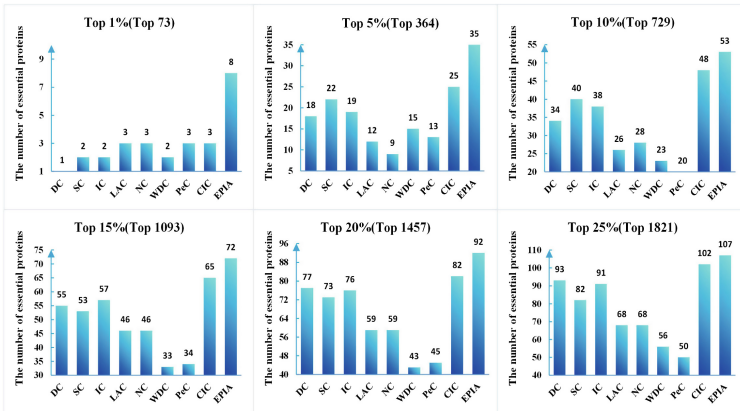 Top 1%(Top 73)
The number of essential proteins
9
7
5
3
1
1
2
2
3
3
2
3
3
8
DC
SC
IC
LAC
NC
WDC
PeC
CIC
EPIA
Top 5%(Top 364)
The number of essential proteins
35
30
25
20
15
10
5
18
22
19
12
9
15
13
25
35
DC
SC
IC
LAC
NC
WDC
PeC
CIC
EPIA
Top 10%(Top 729)
The number of essential proteins
55
50
45
40
35
30
25
20
34
40
38
26
28
23
20
48
53
DC
SC
IC
LAC
NC
WDC
PeC
CIC
EPIA
Top 15%(Top 1093)
The number of essential proteins
75
70
65
60
55
50
45
40
35
30
55
53
57
46
46
33
34
65
72
DC
SC
IC
LAC
NC
WDC
PeC
CIC
EPIA
Top 20%(Top 1457)
The number of essential proteins
96
88
80
72
64
56
48
40
77
73
76
59
59
43
45
82
92
DC
SC
IC
LAC
NC
WDC
PeC
CIC
EPIA
Top 25%(Top 1821)
The number of essential proteins
110
100
90
80
70
60
50
40
93
82
91
68
68
56
50
102
107
DC
SC
IC
LAC
NC
WDC
PeC
CIC
EPIA